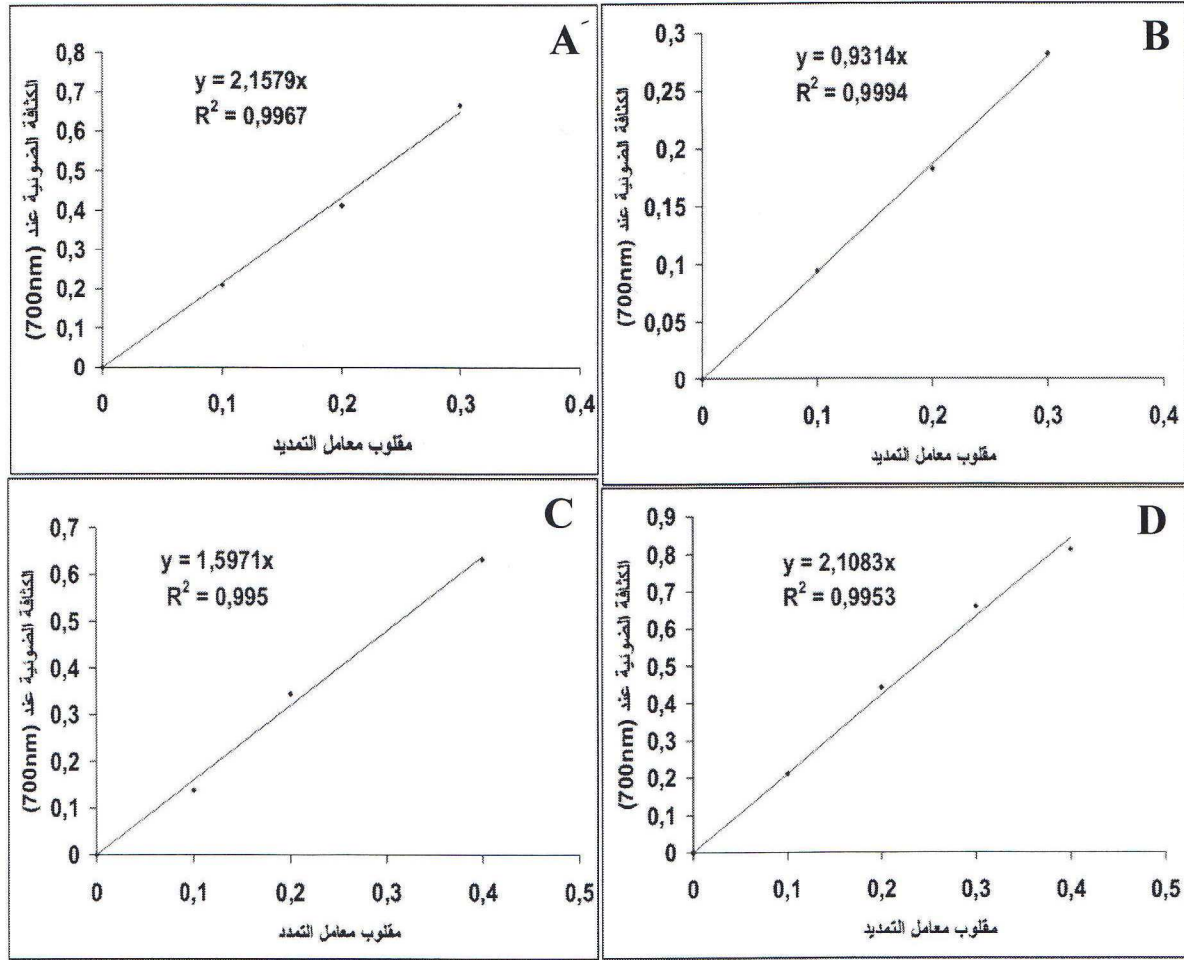 A
y = 2,1579x
R² = 0,9967
الكثافة الضوئية عند (700nm)
0,8
0,7
0,6
0,5
0,4
0,3
0,2
0,1
0
0 0,1 0,2 0,3 0,4
مقلوب معامل التمديد
B
y = 0,9314x
R² = 0,9994
الكثافة الضوئية عند (700nm)
0,3
0,25
0,2
0,15
0,1
0,05
0
0 0,1 0,2 0,3 0,4
مقلوب معامل التمديد
C
y = 1,5971x
R² = 0,995
الكثافة الضوئية عند (700nm)
0,7
0,6
0,5
0,4
0,3
0,2
0,1
0
0 0,1 0,2 0,3 0,4 0,5
مقلوب معامل التمدد
D
y = 2,1083x
R² = 0,9953
الكثافة الضوئية عند (700nm)
0,9
0,8
0,7
0,6
0,5
0,4
0,3
0,2
0,1
0
0 0,1 0,2 0,3 0,4 0,5
مقلوب معامل التمديد